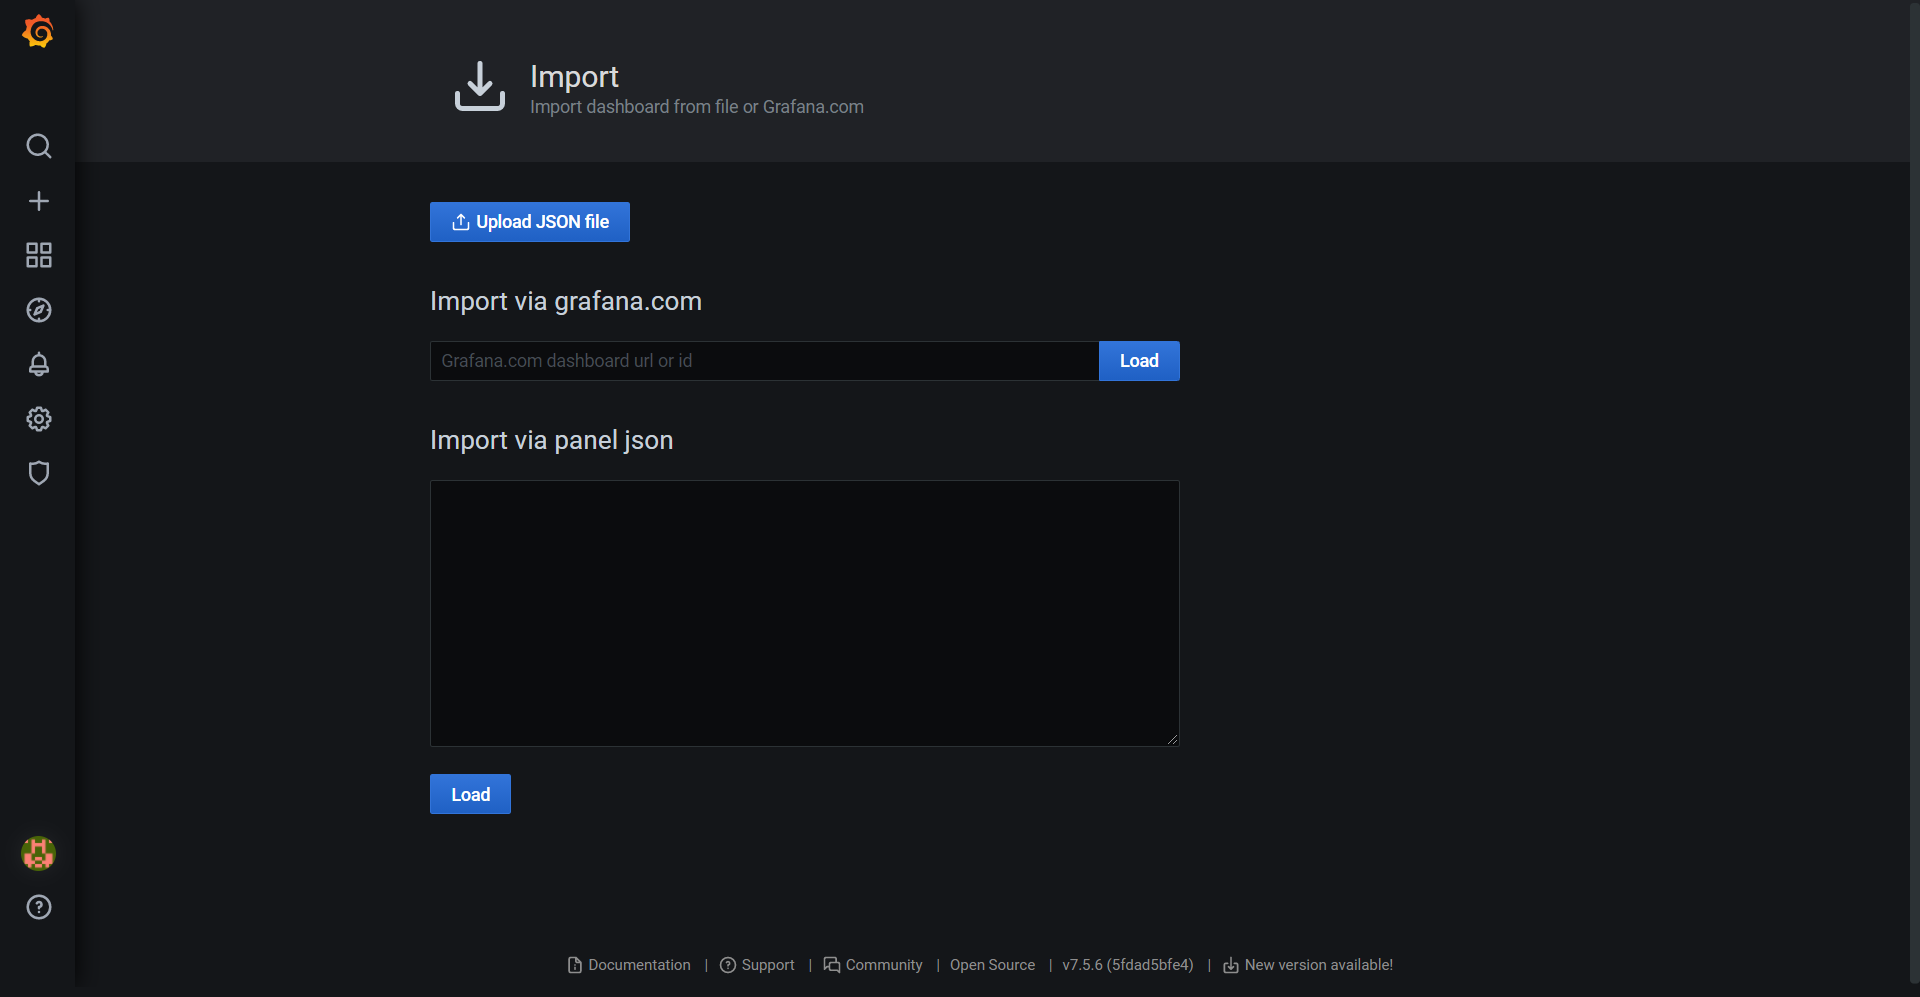 Import
Import dashboard from file or Grafana.com
Upload JSON file
Import via grafana.com
Grafana.com dashboard url or id
Load
Import via panel json
Load
Documentation | Support | Community | Open Source | v7.5.6 (5fdad5bfe4) | New version available!